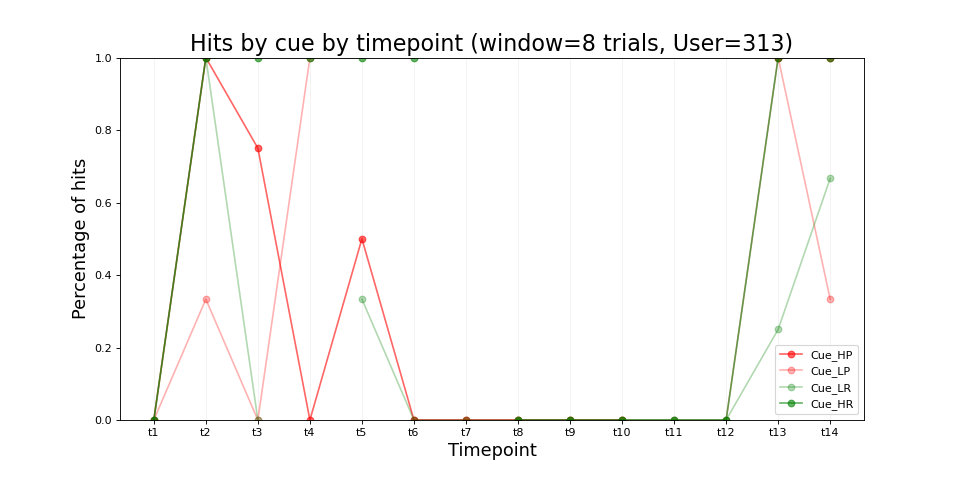 Hits by cue by timepoint (window=8 trials, User=313)
Percentage of hits
1.0
0.8
0.6
0.4
0.2
0.0
t1 t2 t3 t4 t5 t6 t7 t8 t9 t10 t11 t12 t13 t14
Timepoint
Cue_HP
Cue_LP
Cue_LR
Cue_HR